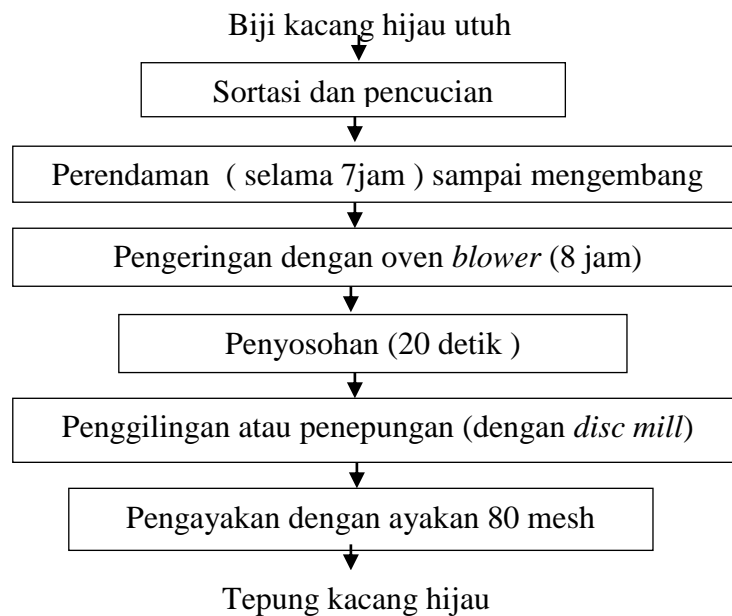 Biji kacang hijau utuh
Sortasi dan pencucian
Perendaman ( selama 7jam ) sampai mengembang
Pengeringan dengan oven blower (8 jam)
Penyosohan (20 detik )
Penggilingan atau penepungan (dengan disc mill)
Pengayakan dengan ayakan 80 mesh
Tepung kacang hijau